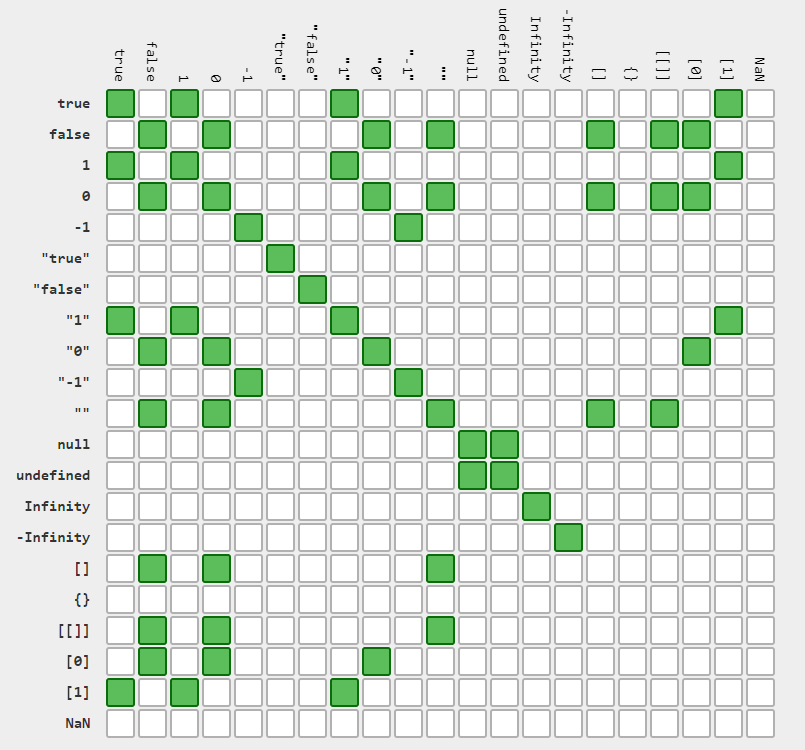 true
false
1
0
-1
"true"
"false"
"1"
"0"
"-1"
""
null
undefined
Infinity
-Infinity
[]
{}
[[]]
[0]
[1]
NaN
true
false
1
0
-1
"true"
"false"
"1"
"0"
"-1"
""
null
undefined
Infinity
-Infinity
[]
{}
[[]]
[0]
[1]
NaN